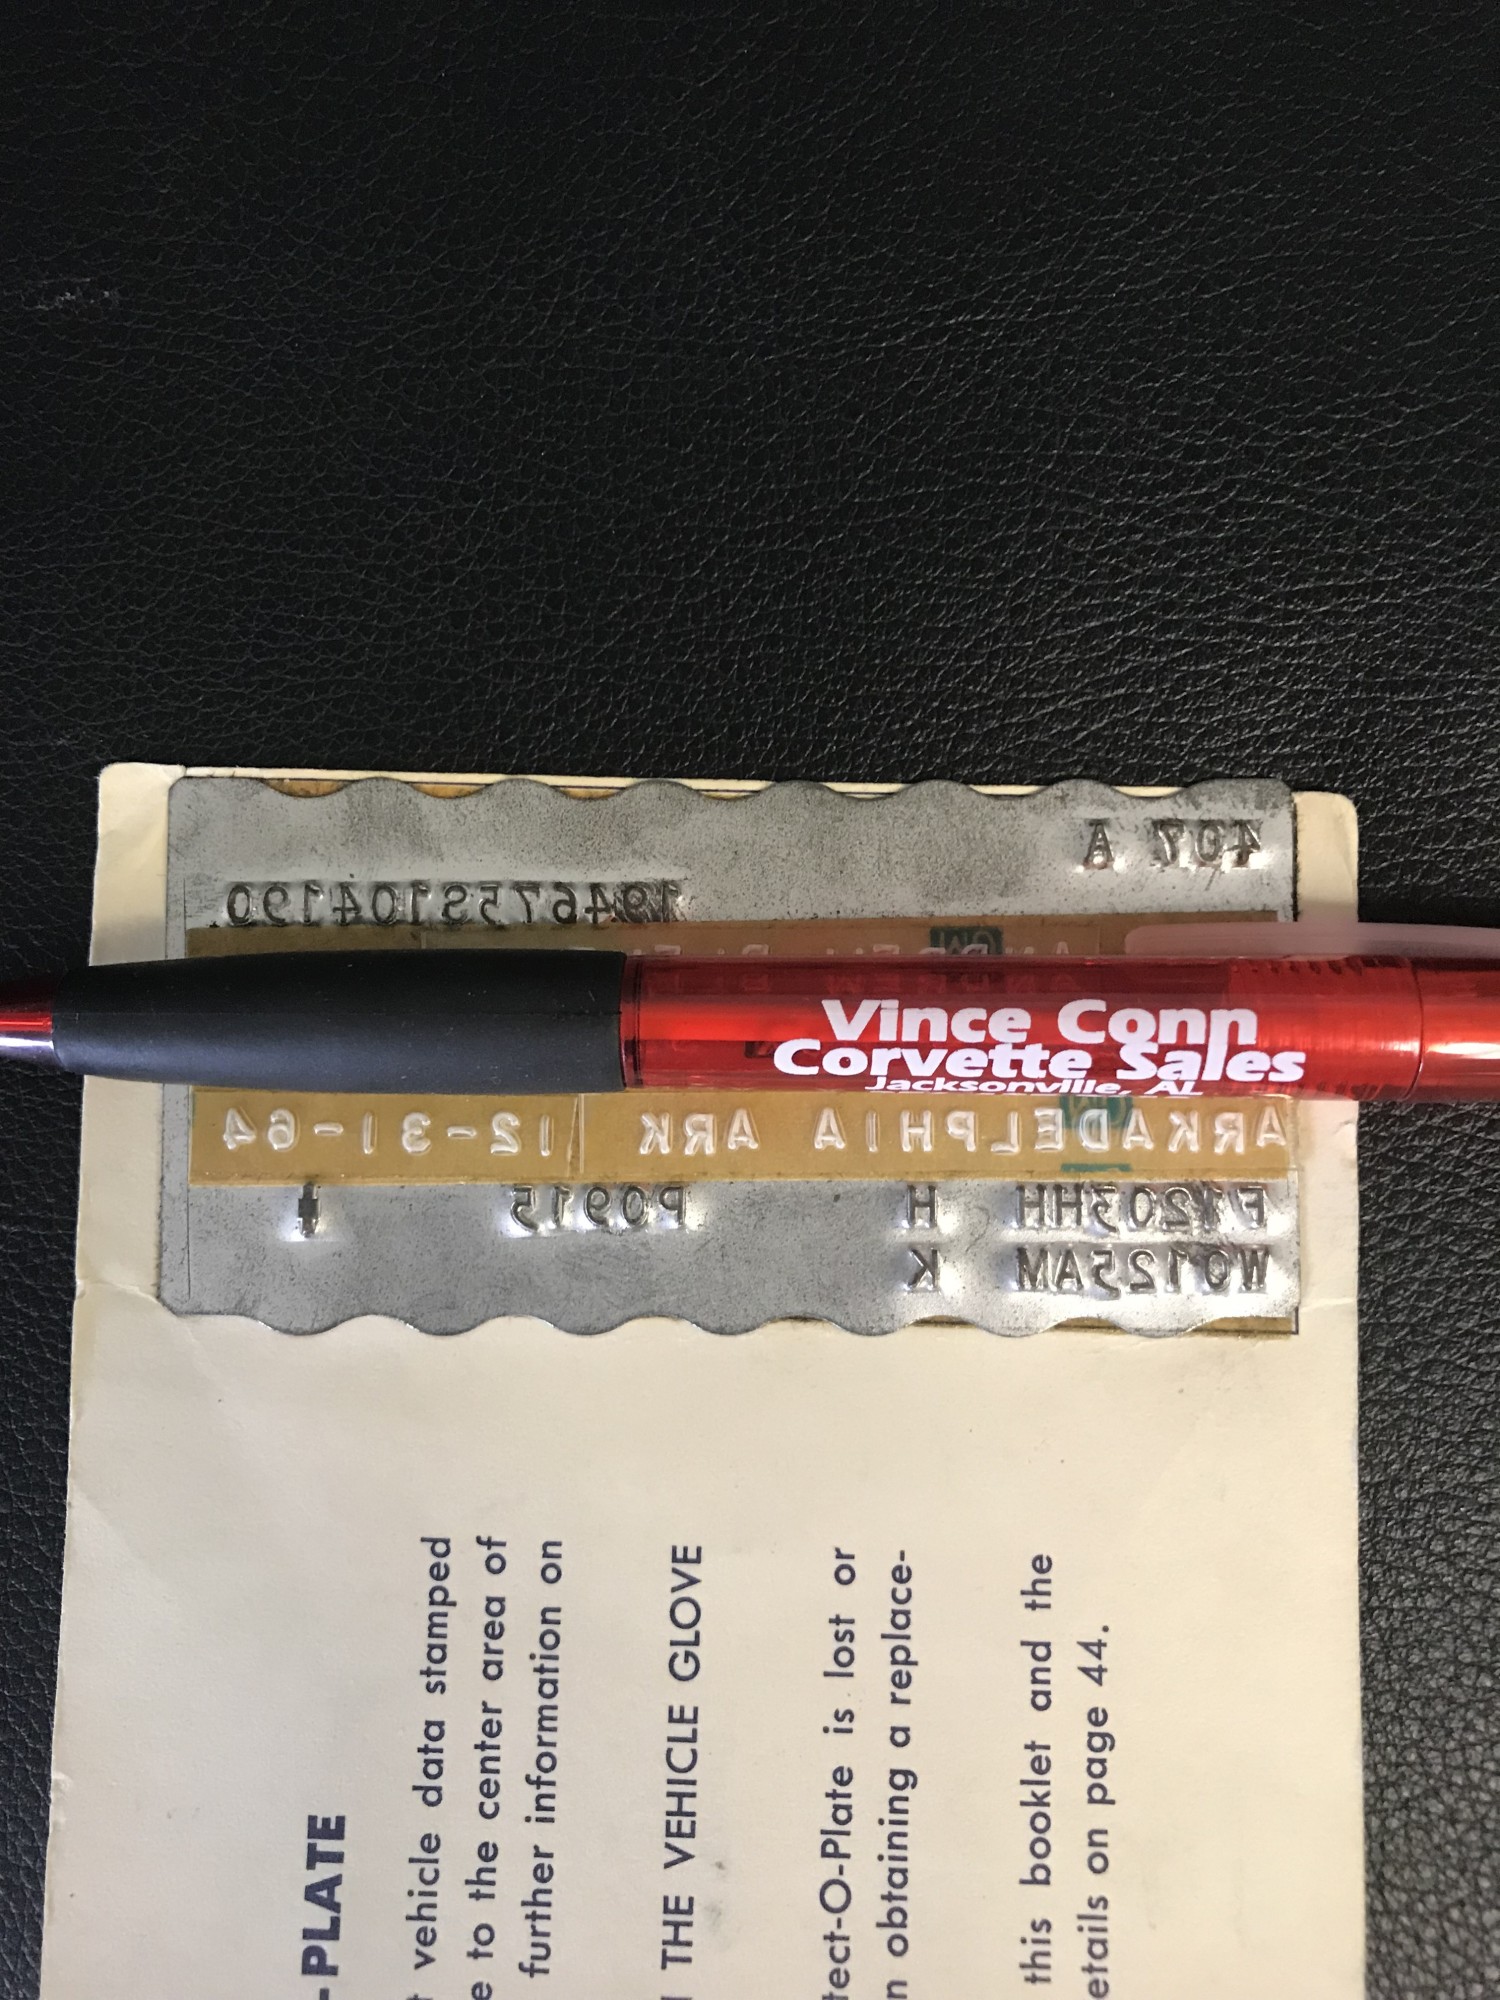 407 A
194675S104190
Vince Conn
Corvette Sales
Jacksonville, AL
ARKADELPHIA ARK 12-31-64
F1203HH H P0915
W0125AM K
-PLATE
vehicle data stamped
e to the center area of
further information on
THE VEHICLE GLOVE
tect-O-Plate is lost or
n obtaining a replace-
this booklet and the
etails on page 44.